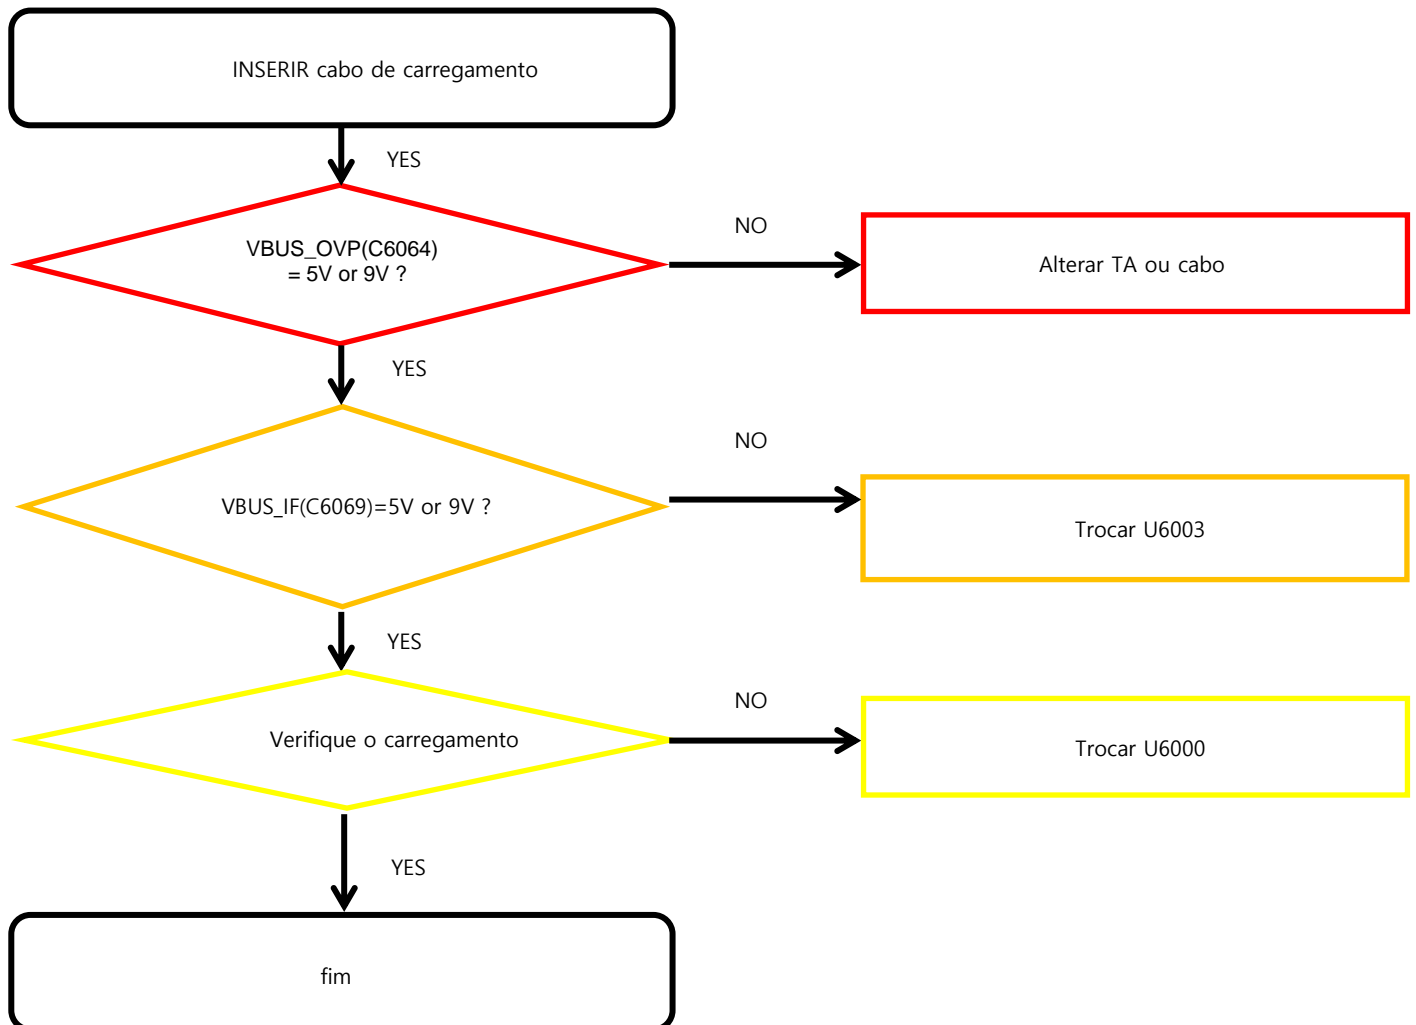 INSERIR cabo de carregamento
YES
VBUS_OVP(C6064)
= 5V or 9V ?
NO
Alterar TA ou cabo
YES
VBUS_IF(C6069)=5V or 9V ?
NO
Trocar U6003
YES
Verifique o carregamento
NO
Trocar U6000
YES
fim